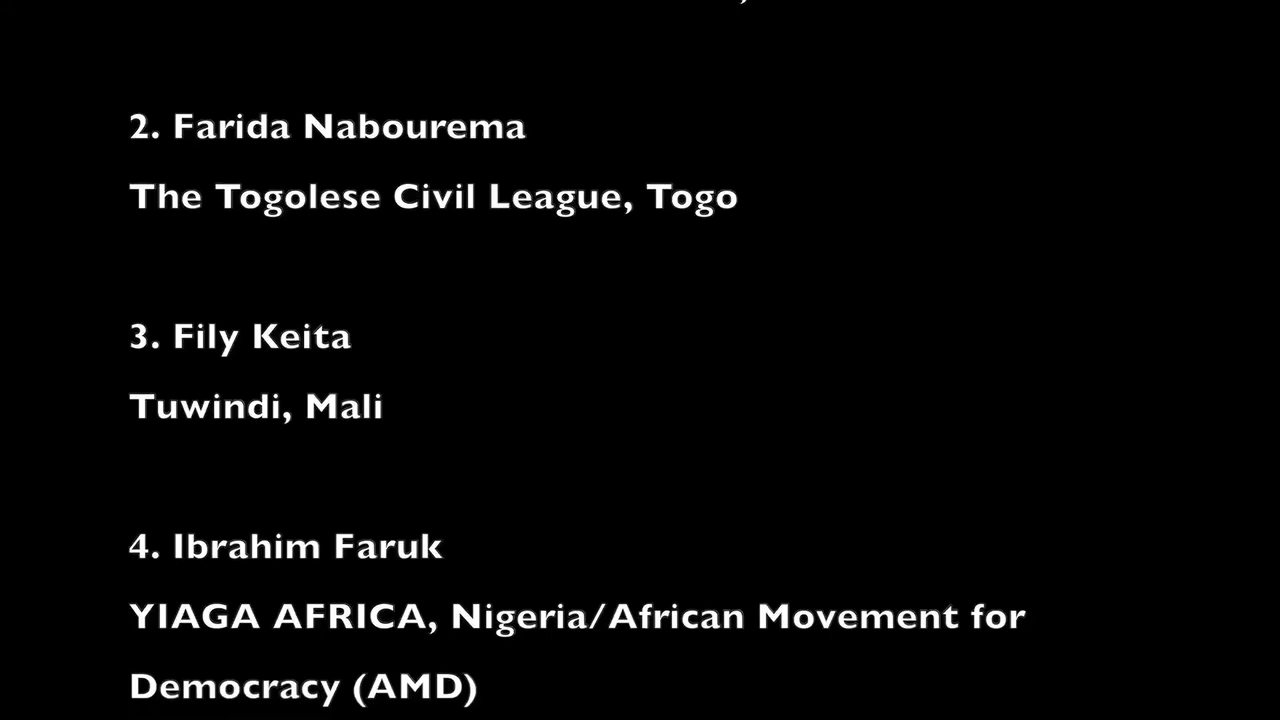 2. Farida Nabourema
The Togolese Civil League, Togo
3. Fily Keita
Tuwindi, Mali
4. Ibrahim Faruk
YIAGA AFRICA, Nigeria/African Movement for
Democracy (AMD)